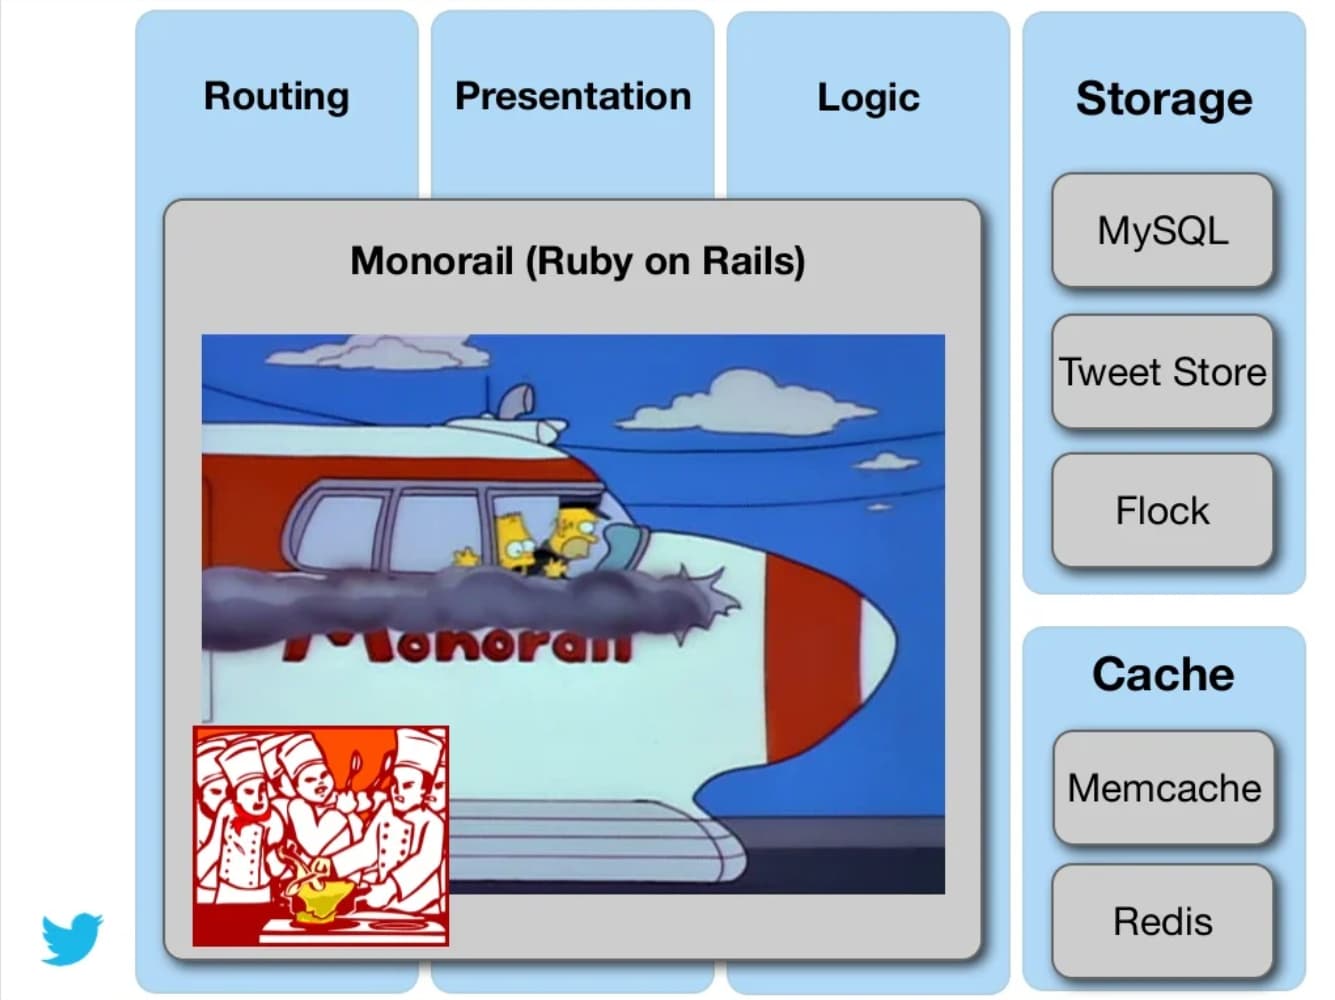 Routing
Presentation
Logic
Storage
Monorail (Ruby on Rails)
MySQL
Tweet Store
Flock
Monorail
Cache
Memcache
Redis